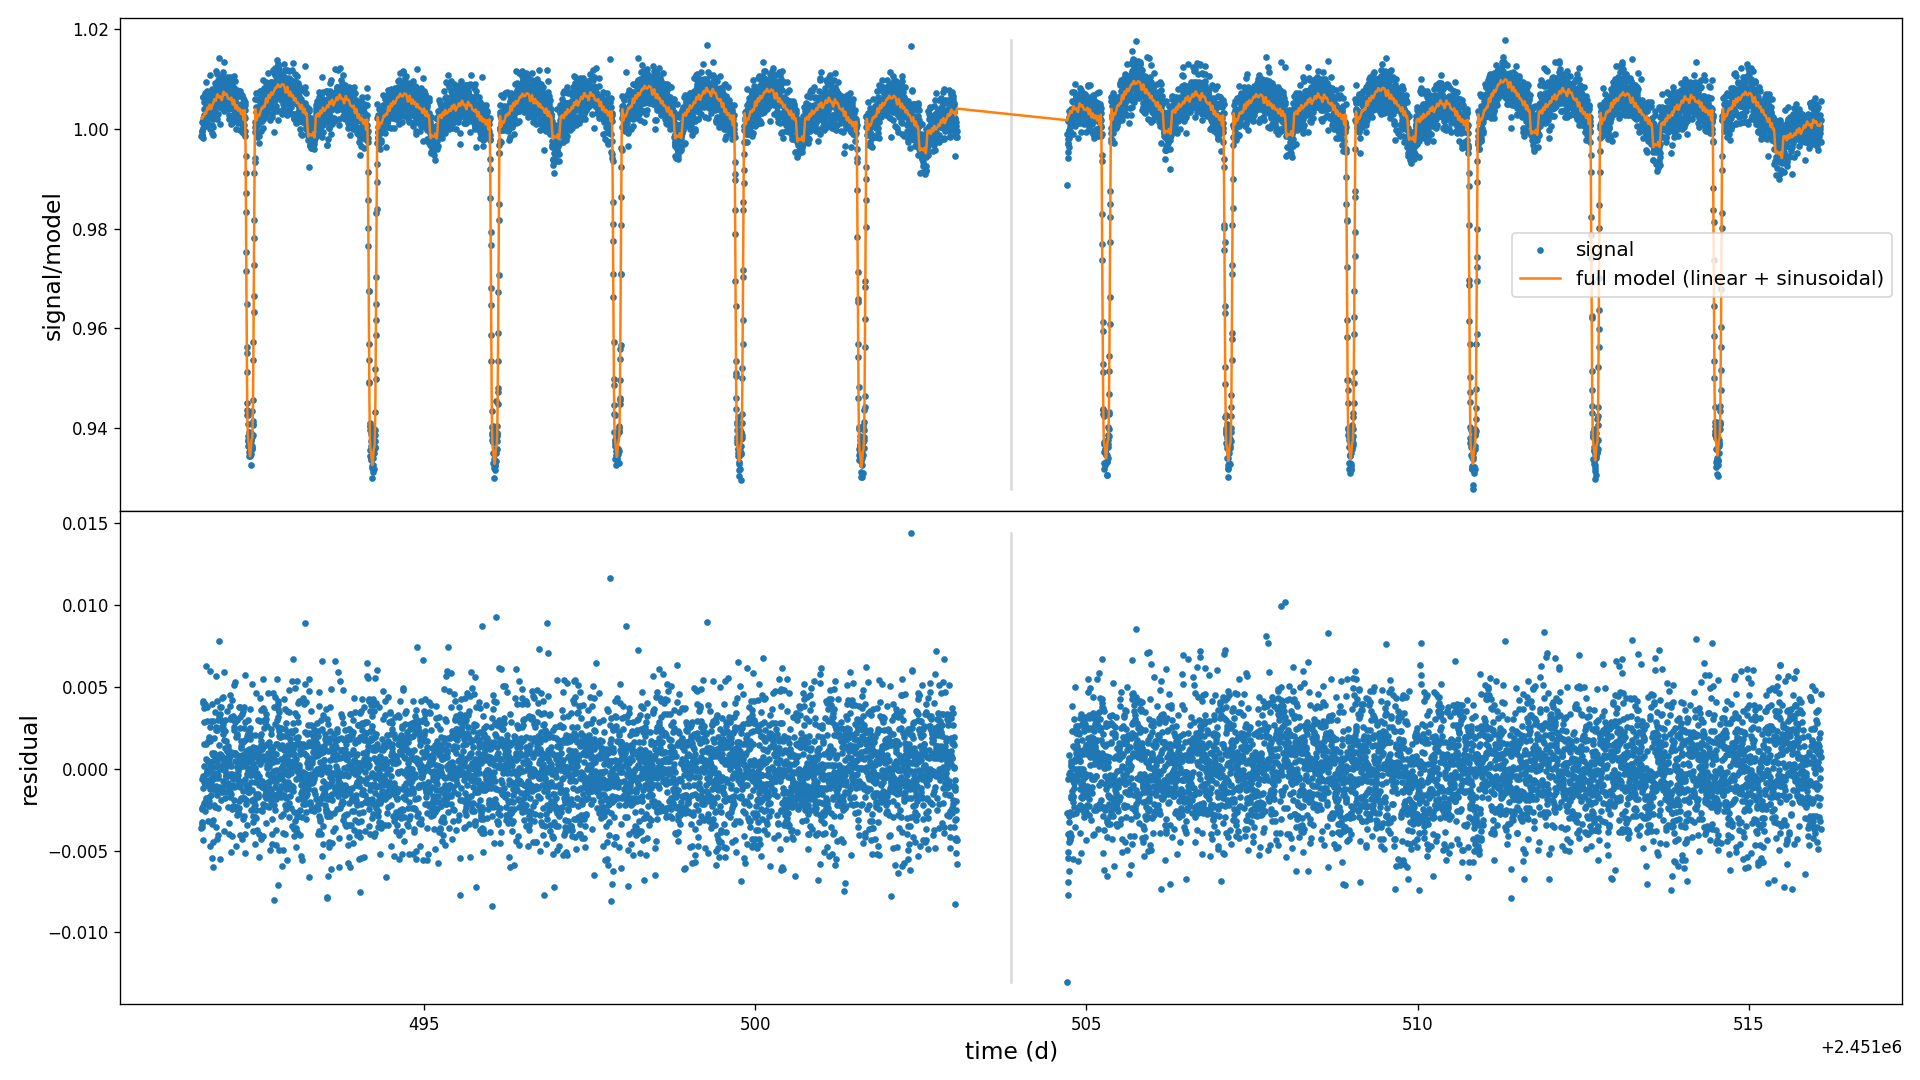 1.02
1.00
0.98
0.96
0.94
signal/model
signal
full model (linear + sinusoidal)
0.015
0.010
0.005
0.000
−0.005
−0.010
residual
495
500
505
510
515
time (d)
+2.451e6